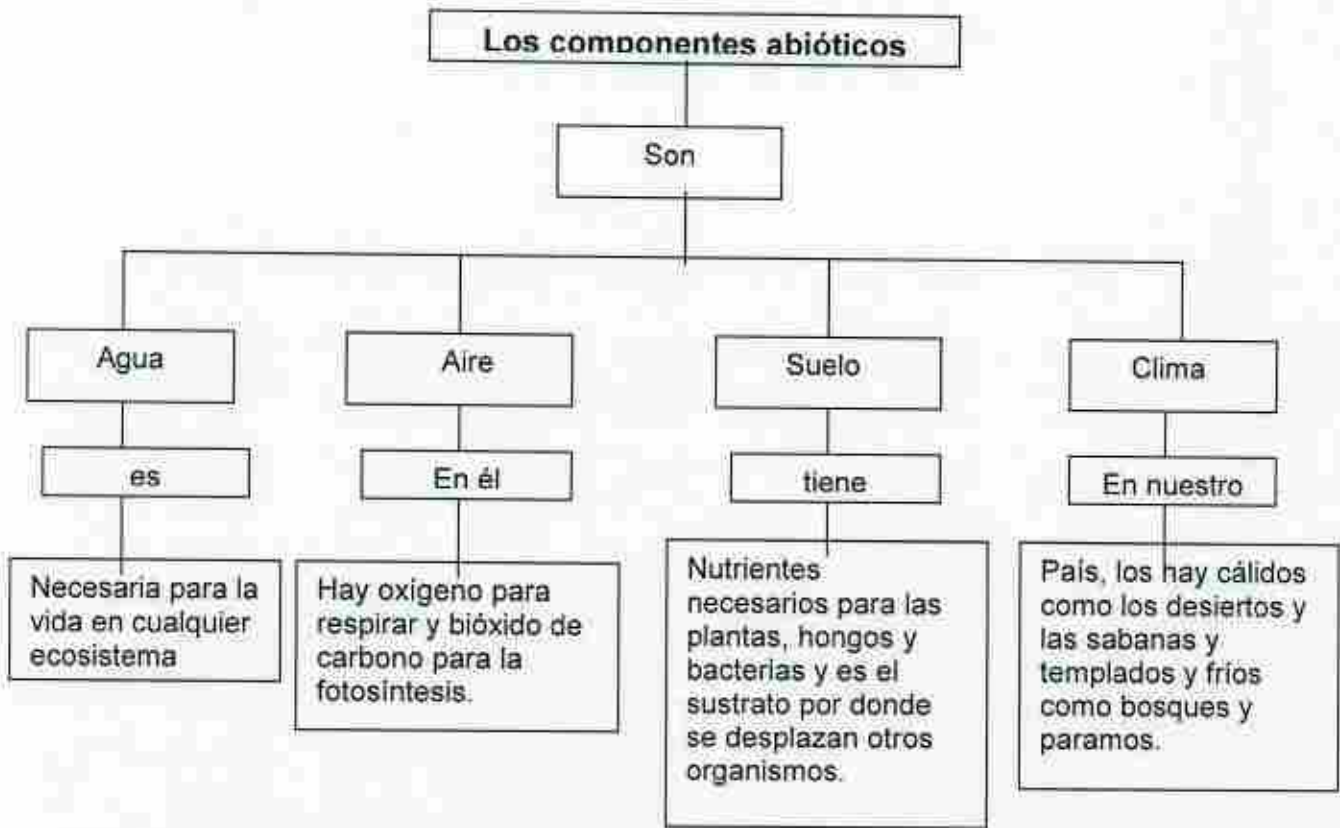 Los componentes abióticos
Son
Agua
Aire
Suelo
Clima
es
En él
tiene
En nuestro
Necesaria para la
vida en cualquier
ecosistema
Hay oxigeno para
respirar y bióxido de
carbono para la
fotosíntesis.
Nutrientes
necesarios para las
plantas, hongos y
bacterias y es el
sustrato por donde
se desplazan otros
organismos.
País, los hay cálidos
como los desiertos y
las sabanas y
templados y fríos
como bosques y
paramos.